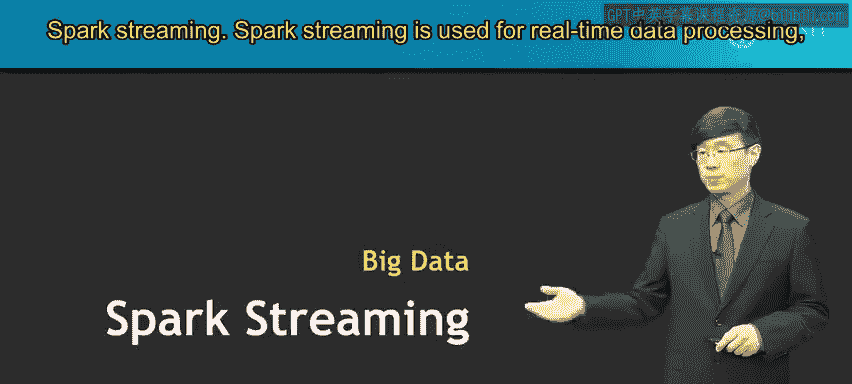 Spark streaming. Spark streaming is used for real-time data processing,
Big Data
Spark Streaming